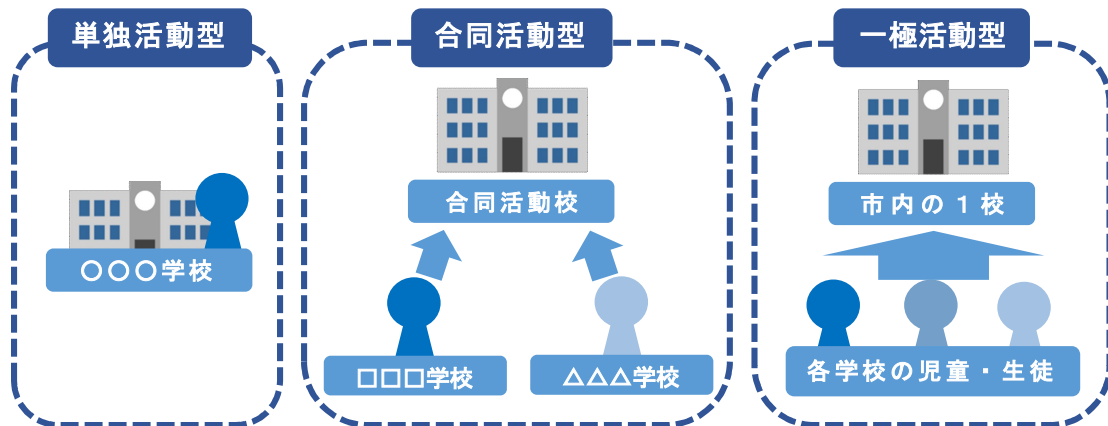 単独活動型
〇〇〇学校
合同活動型
合同活動校
□□□学校
△△△学校
一極活動型
市内の１校
各学校の児童・生徒